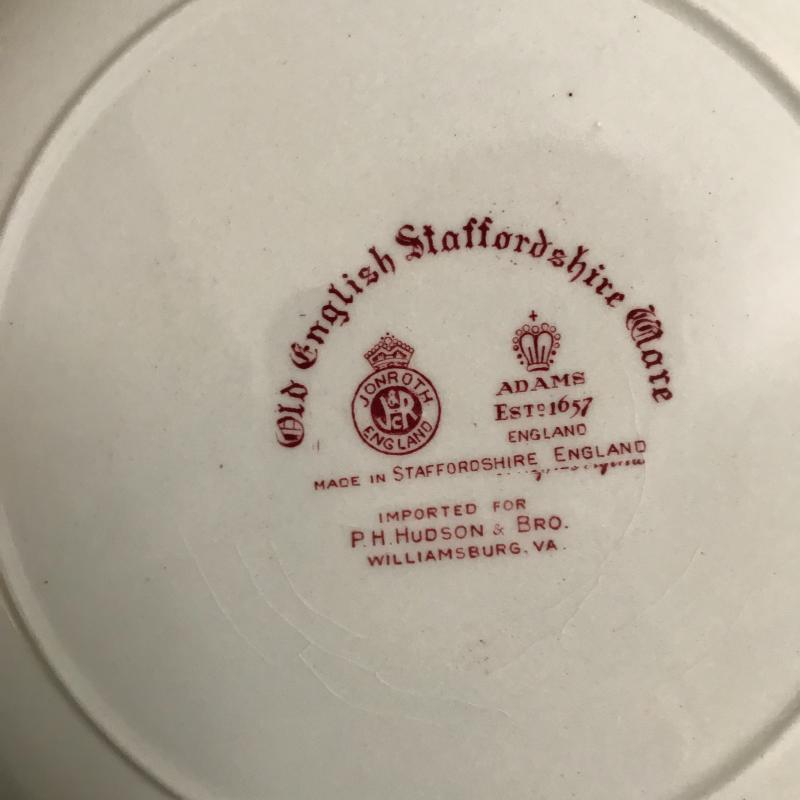 Old English Staffordshire Ware
JONROTH
J&R
C
ENGLAND
ADAMS
ESTD 1657
ENGLAND
MADE IN STAFFORDSHIRE ENGLAND
IMPORTED FOR
P.H. HUDSON & BRO.
WILLIAMSBURG, VA.